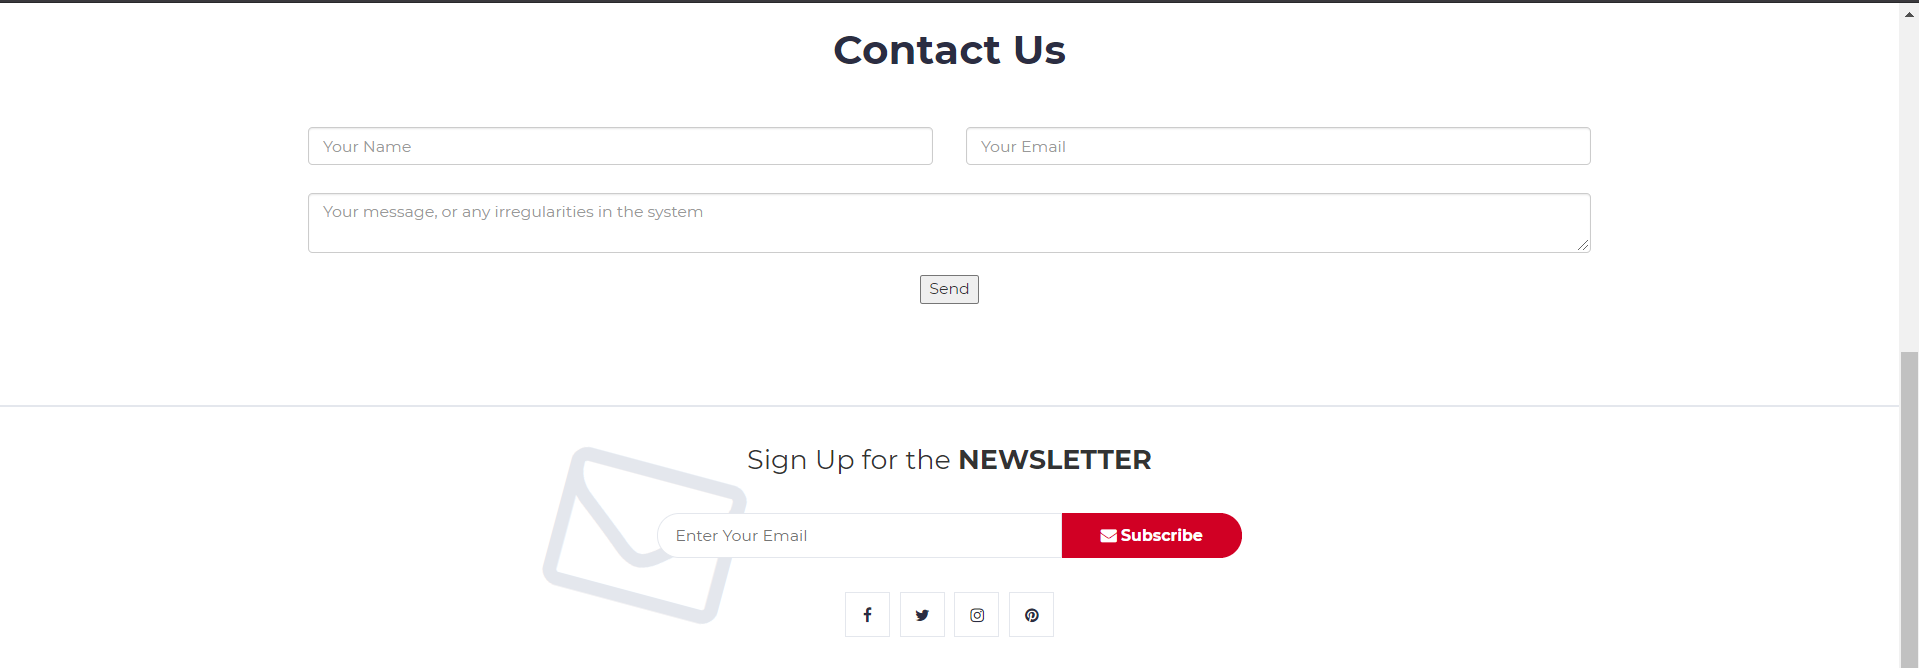 Contact Us
Your Name
Your Email
Your message, or any irregularities in the system
Send
Sign Up for the NEWSLETTER
Enter Your Email
Subscribe